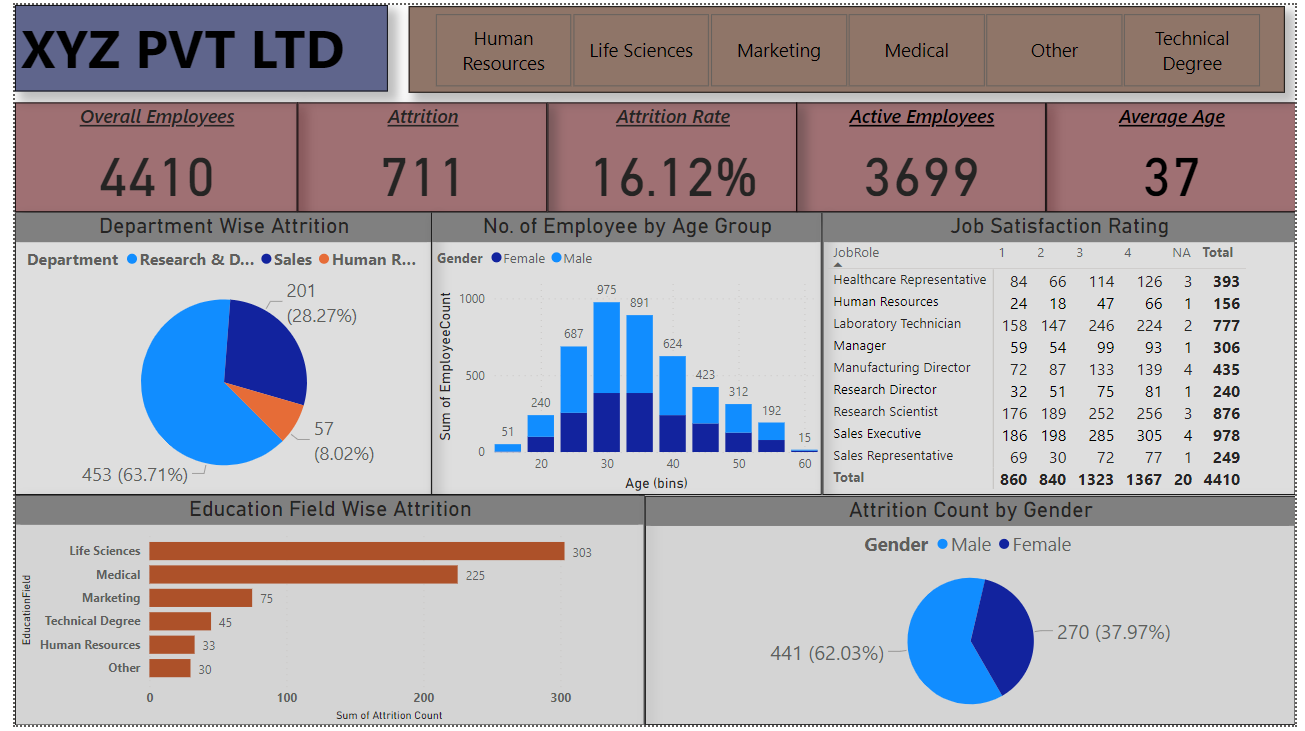 XYZ PVT LTD
Human
Resources
Life Sciences
Marketing
Medical
Other
Technical
Degree
Overall Employees
Attrition
Attrition Rate
Active Employees
Average Age
4410
711
16.12%
3699
37
Department Wise Attrition
Department Research & D... Sales Human R...
201
(28.27%)
57
(8.02%)
453 (63.71%)
No. of Employee by Age Group
Gender Female Male
Sum of EmployeeCount
1000
500
0
51
240
687
975
891
624
423
312
192
15
20 30 40 50 60
Age (bins)
Job Satisfaction Rating
JobRole 1 2 3 4 NA Total
Healthcare Representative 84 66 114 126 3 393
Human Resources 24 18 47 66 1 156
Laboratory Technician 158 147 246 224 2 777
Manager 59 54 99 93 1 306
Manufacturing Director 72 87 133 139 4 435
Research Director 32 51 75 81 1 240
Research Scientist 176 189 252 256 3 876
Sales Executive 186 198 285 305 4 978
Sales Representative 69 30 72 77 1 249
Total 860 840 1323 1367 20 4410
Education Field Wise Attrition
EducationField
Life Sciences 303
Medical 225
Marketing 75
Technical Degree 45
Human Resources 33
Other 30
0 100 200 300
Sum of Attrition Count
Attrition Count by Gender
Gender Male Female
270 (37.97%)
441 (62.03%)